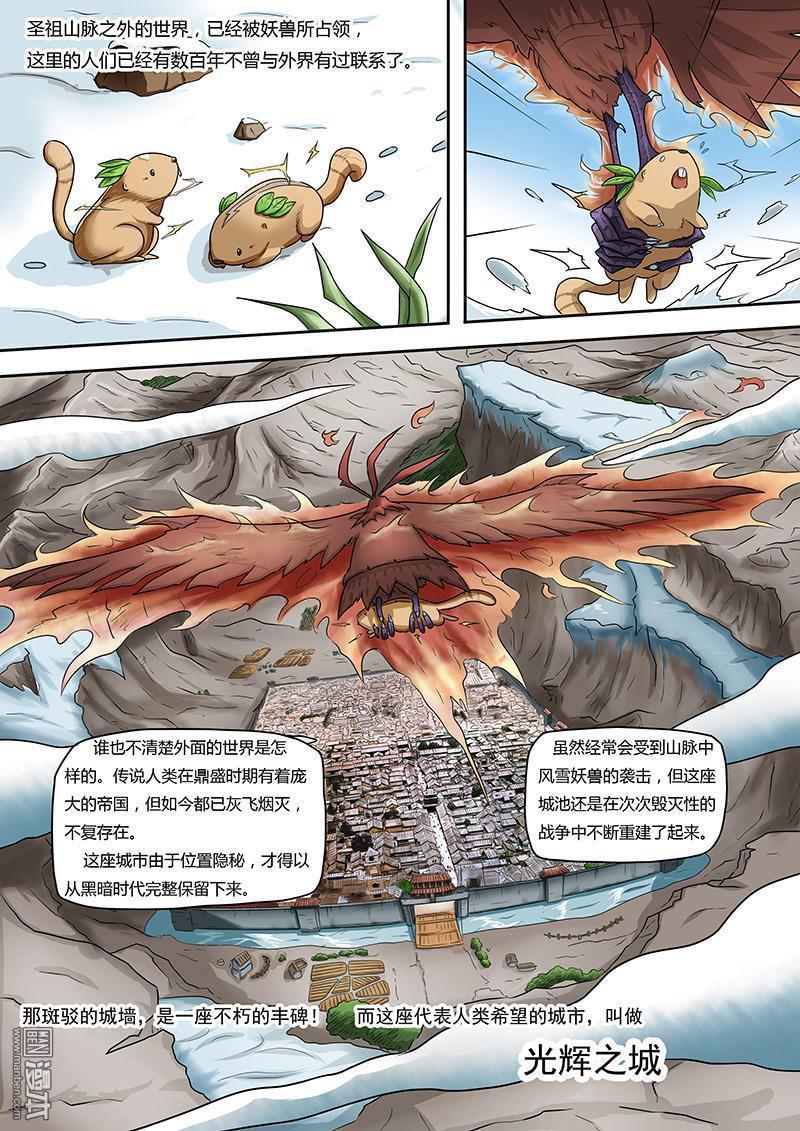 圣祖山脉之外的世界，已经被妖兽所占领，
这里的人们已经有数百年不曾与外界有过联系了。
谁也不清楚外面的世界是怎
样的。传说人类在鼎盛时期有着庞
大的帝国，但如今都已灰飞烟灭，
不复存在。
这座城市由于位置隐秘，才得以
从黑暗时代完整保留下来。
虽然经常会受到山脉中
风雪妖兽的袭击，但这座
城池还是在次次毁灭性的
战争中不断重建了起来。
那斑驳的城墙，是一座不朽的丰碑！ 而这座代表人类希望的城市，叫做
光辉之城
MAN
BEN
漫本
www.manben.com